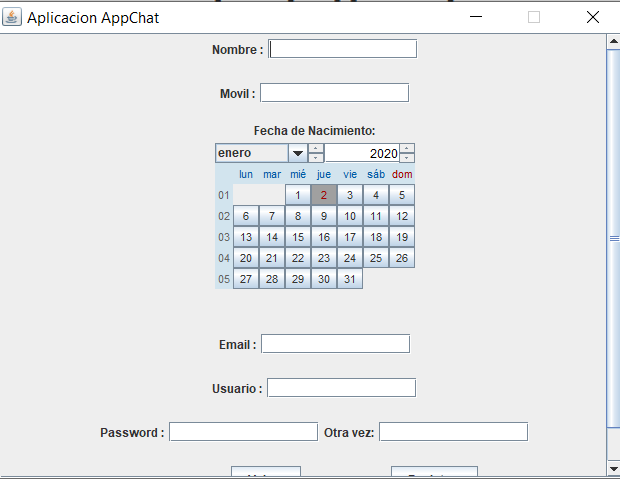 Aplicacion AppChat
Nombre :
Movil :
Fecha de Nacimiento:
enero 2020
lun mar mié jue vie sáb dom
01 1 2 3 4 5
02 6 7 8 9 10 11 12
03 13 14 15 16 17 18 19
04 20 21 22 23 24 25 26
05 27 28 29 30 31
Email :
Usuario :
Password : Otra vez: